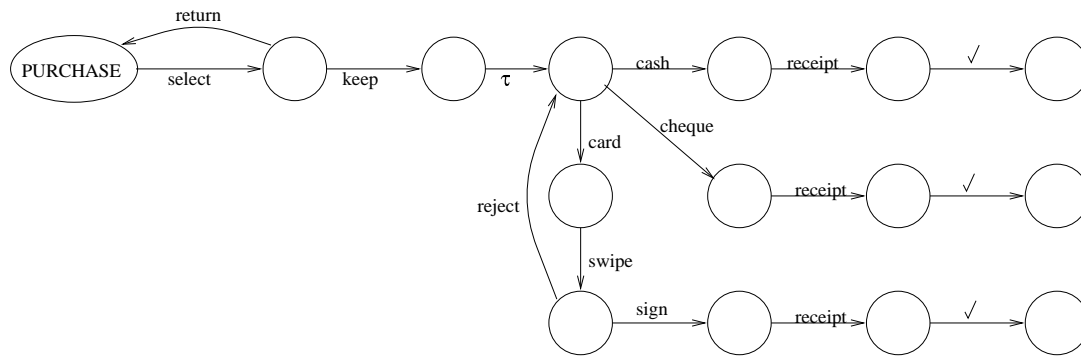 return
PURCHASE
select
keep
τ
cash
receipt
√
card
cheque
reject
receipt
√
swipe
sign
receipt
√